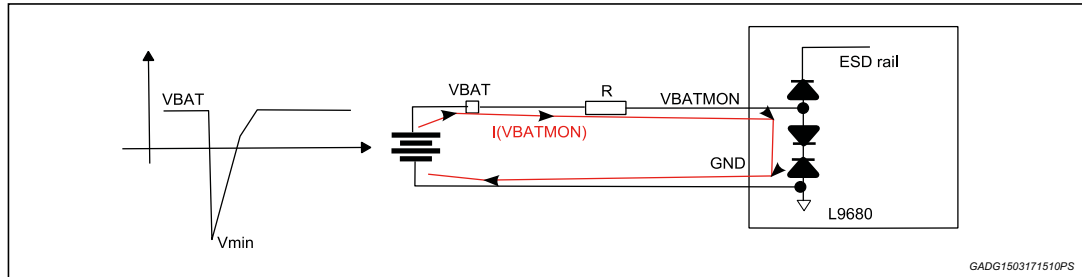 ESD rail
VBAT
VBAT
R
VBATMON
I(VBATMON)
GND
Vmin
L9680
GADG1503171510PS